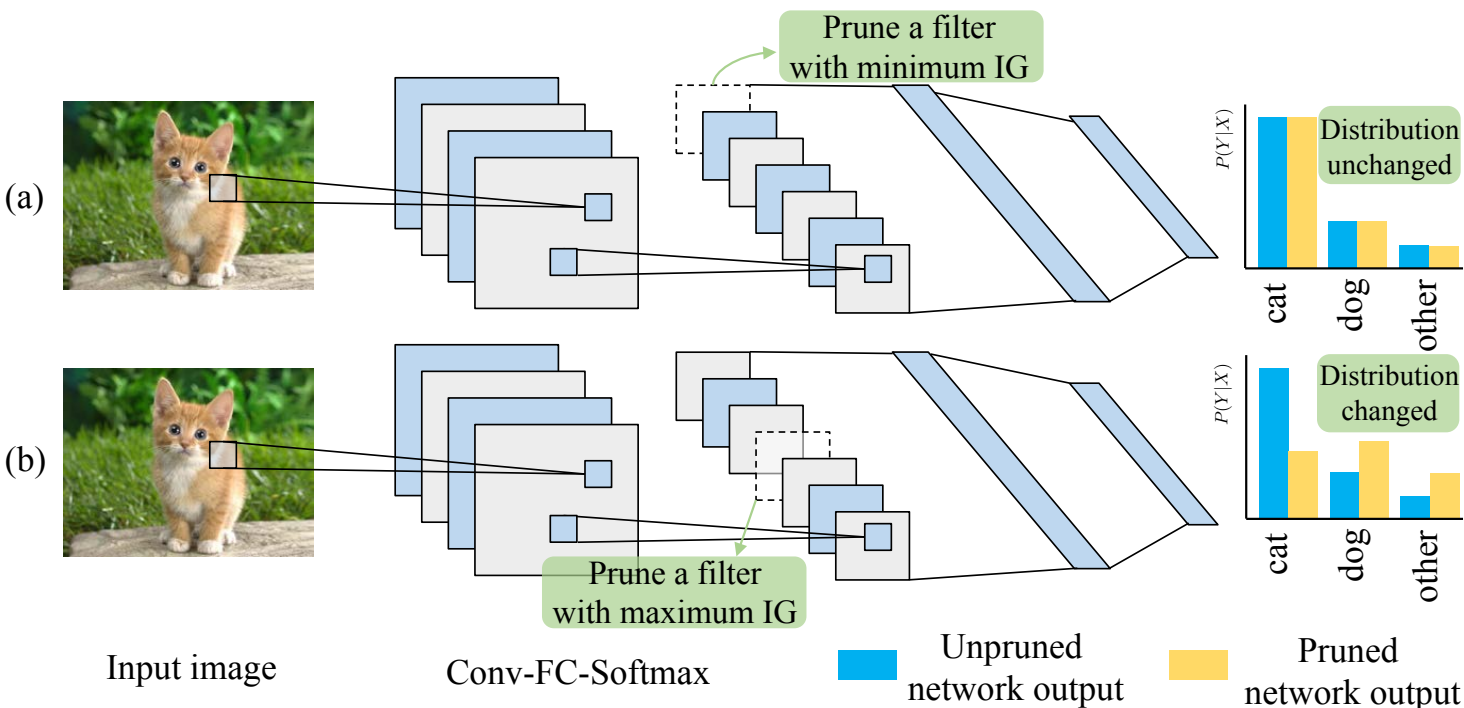 Prune a filter
with minimum IG
(a)
P(Y|X)
Distribution
unchanged
cat
dog
other
(b)
P(Y|X)
Distribution
changed
cat
dog
other
Prune a filter
with maximum IG
Input image
Conv-FC-Softmax
Unpruned
network output
Pruned
network output